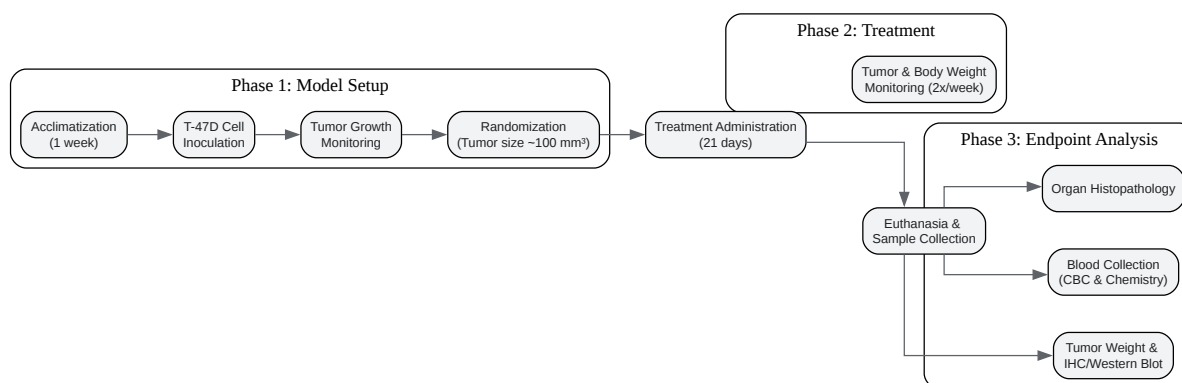 Phase 1: Model Setup
Acclimatization
(1 week)
T-47D Cell
Inoculation
Tumor Growth
Monitoring
Randomization
(Tumor size ~100 mm³)
Phase 2: Treatment
Tumor & Body Weight
Monitoring (2x/week)
Treatment Administration
(21 days)
Phase 3: Endpoint Analysis
Euthanasia &
Sample Collection
Organ Histopathology
Blood Collection
(CBC & Chemistry)
Tumor Weight &
IHC/Western Blot